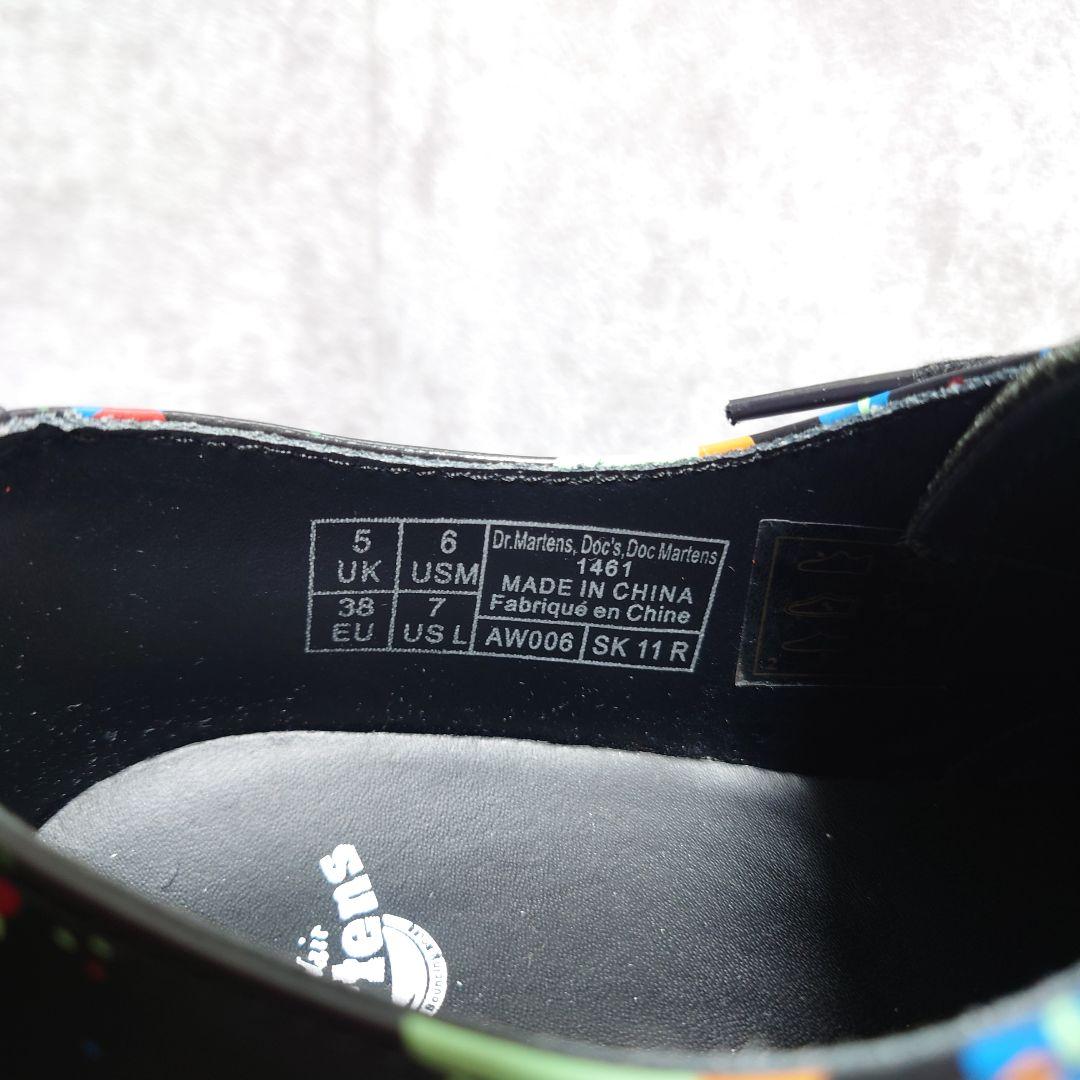 5 UK
6 USM
38 EU
7 US L
Dr.Martens, Doc's,Doc Martens
1461
MADE IN CHINA
Fabriqué en Chine
AW006
SK 11 R